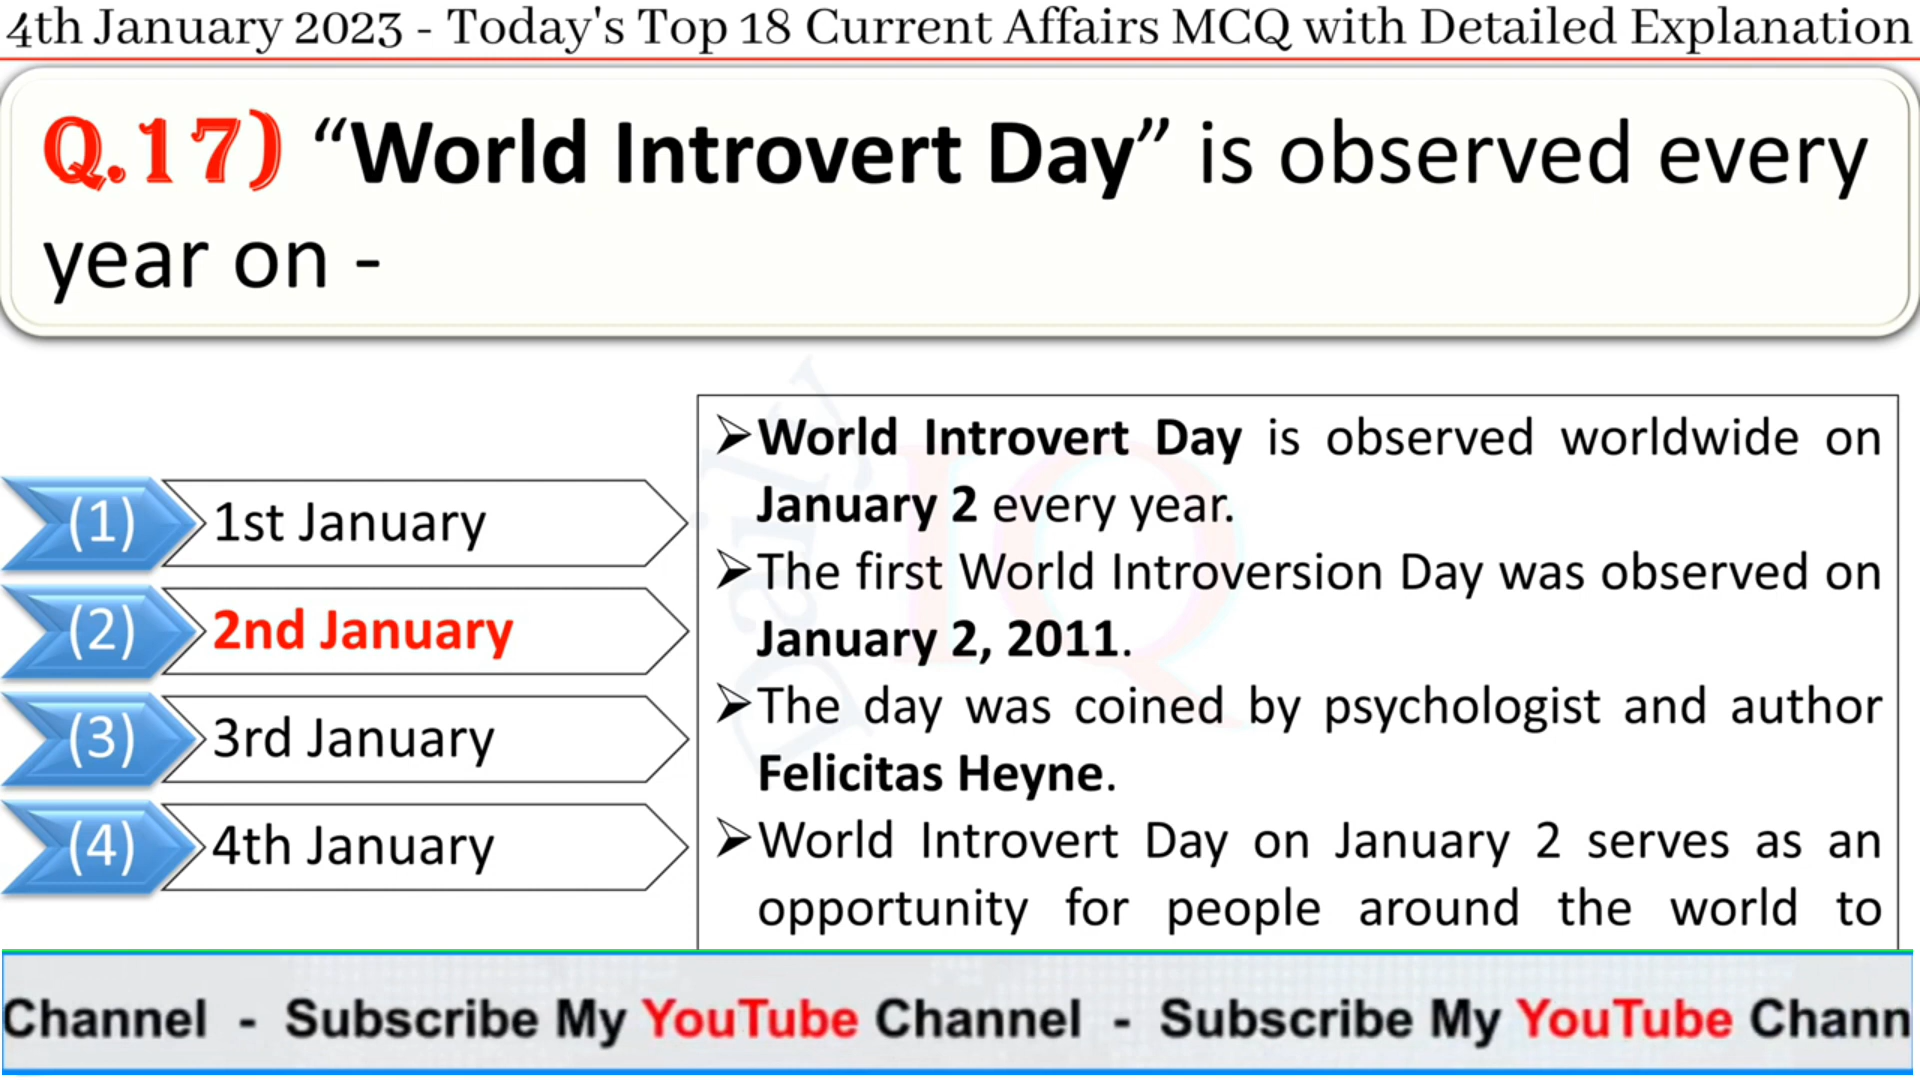 4th January 2023 - Today's Top 18 Current Affairs MCQ with Detailed Explanation
Q.17) “World Introvert Day” is observed every
year on -
(1) 1st January
(2) 2nd January
(3) 3rd January
(4) 4th January
➢World Introvert Day is observed worldwide on
January 2 every year.
➢The first World Introversion Day was observed on
January 2, 2011.
➢The day was coined by psychologist and author
Felicitas Heyne.
➢World Introvert Day on January 2 serves as an
opportunity for people around the world to
Daily
IQ
Channel - Subscribe My YouTube Channel - Subscribe My YouTube Chann